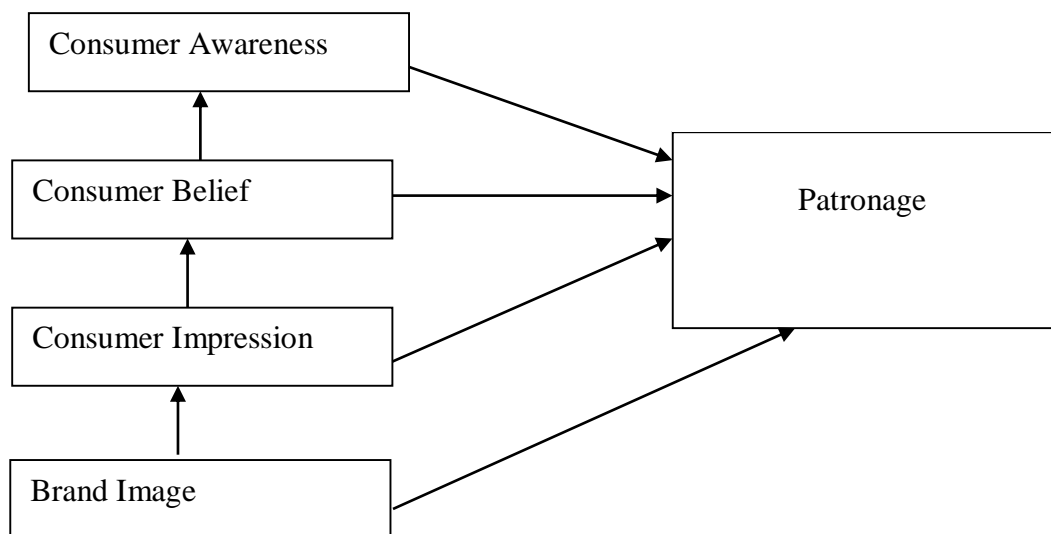 Consumer Awareness
Consumer Belief
Patronage
Consumer Impression
Brand Image